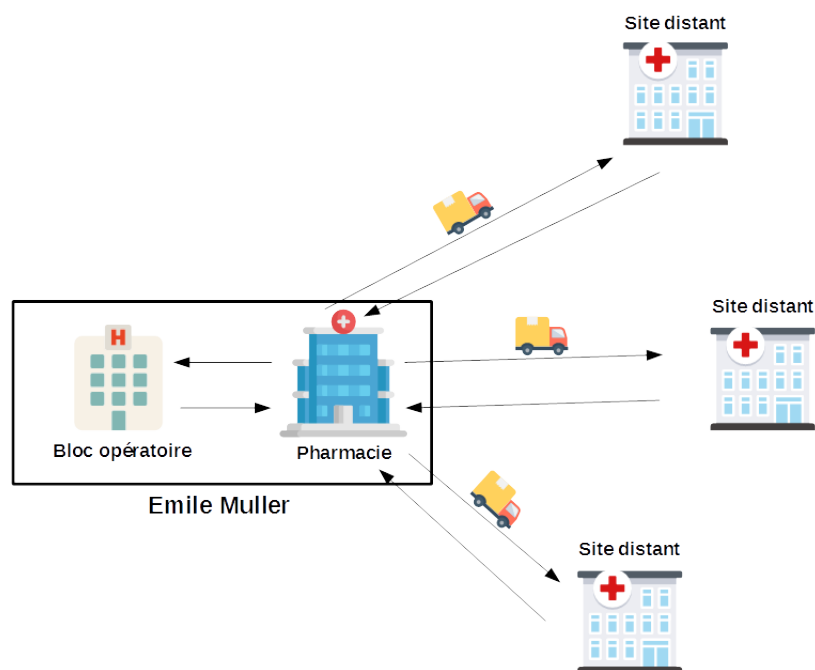 Site distant
Site distant
H
Bloc opératoire
Pharmacie
Emile Muller
Site distant